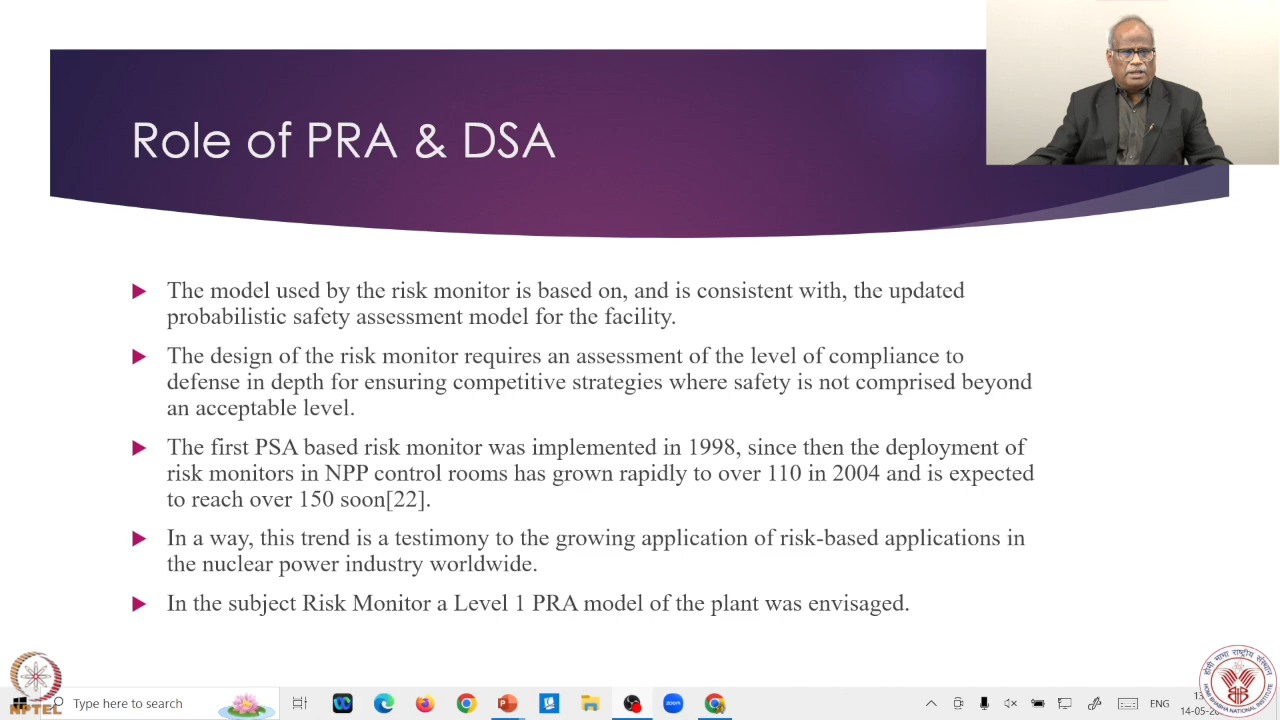 Role of PRA & DSA
The model used by the risk monitor is based on, and is consistent with, the updated
probabilistic safety assessment model for the facility.
The design of the risk monitor requires an assessment of the level of compliance to
defense in depth for ensuring competitive strategies where safety is not comprised beyond
an acceptable level.
The first PSA based risk monitor was implemented in 1998, since then the deployment of
risk monitors in NPP control rooms has grown rapidly to over 110 in 2004 and is expected
to reach over 150 soon[22].
In a way, this trend is a testimony to the growing application of risk-based applications in
the nuclear power industry worldwide.
In the subject Risk Monitor a Level 1 PRA model of the plant was envisaged.
NPTEL
Type here to search
zoom
ENG
14-05-2